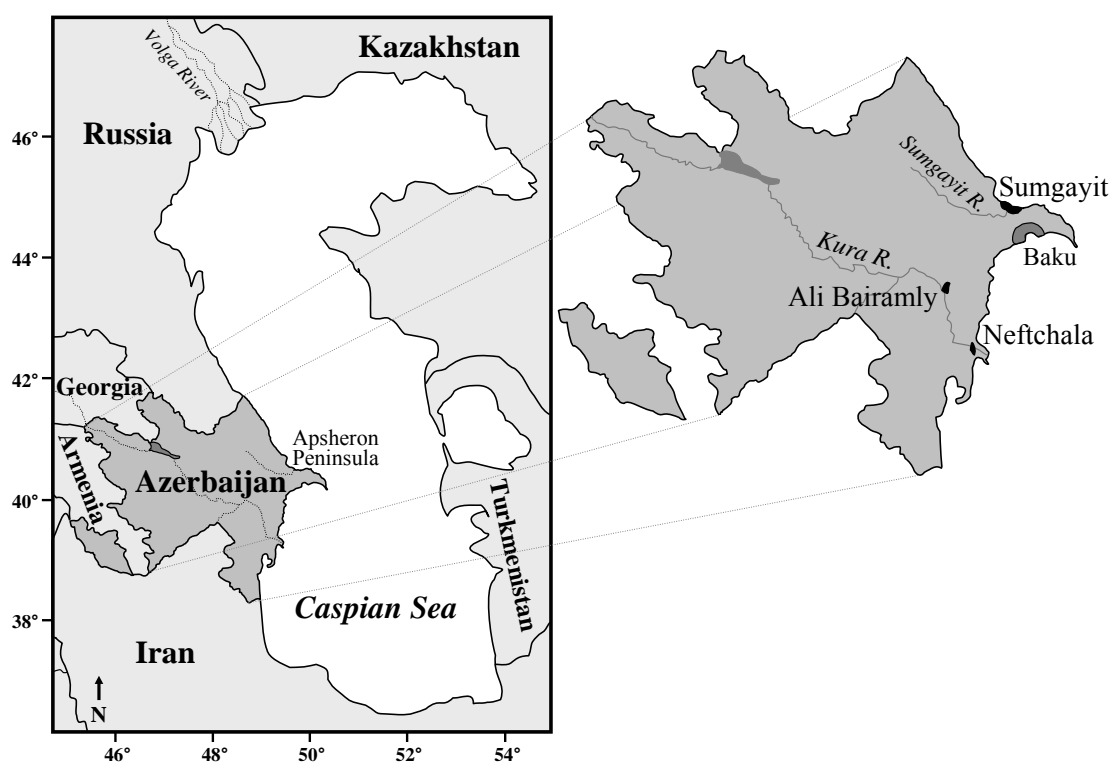 Kazakhstan
Volga River
Russia
46°
44°
42°
40°
38°
Georgia
Armenia
Azerbaijan
Apsheron
Peninsula
Turkmenistan
Caspian Sea
Iran
N
46°
48°
50°
52°
54°
Sumgayit R.
Sumgayit
Baku
Kura R.
Ali Bairamly
Neftchala